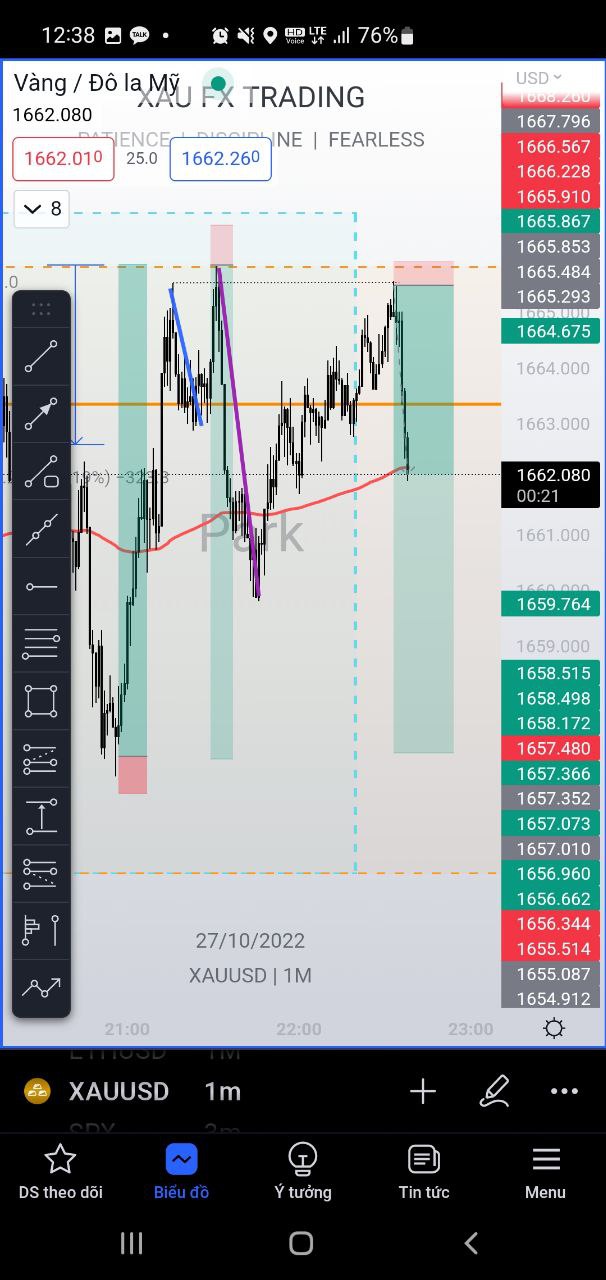 12:38
TALK
HD Voice LTE 76%
Vàng / Đô la Mỹ
XAU FX TRADING
1662.080
PATIENCE | DISCIPLINE | FEARLESS
1662.010
25.0
1662.260
8
USD
1668.260
1667.796
1666.567
1666.228
1665.910
1665.867
1665.853
1665.484
1665.293
1665.000
1664.675
1664.000
1663.000
1662.080
00:21
1661.000
1660.000
1659.764
1659.000
1658.515
1658.498
1658.172
1657.480
1657.366
1657.352
1657.073
1657.010
1656.960
1656.662
1656.344
1655.514
1655.087
1654.912
.0
19%) −323.3
Park
27/10/2022
XAUUSD | 1M
21:00
22:00
23:00
ETHUSD 1M
XAUUSD 1m
SPX 3m
DS theo dõi
Biểu đồ
Ý tưởng
Tin tức
Menu